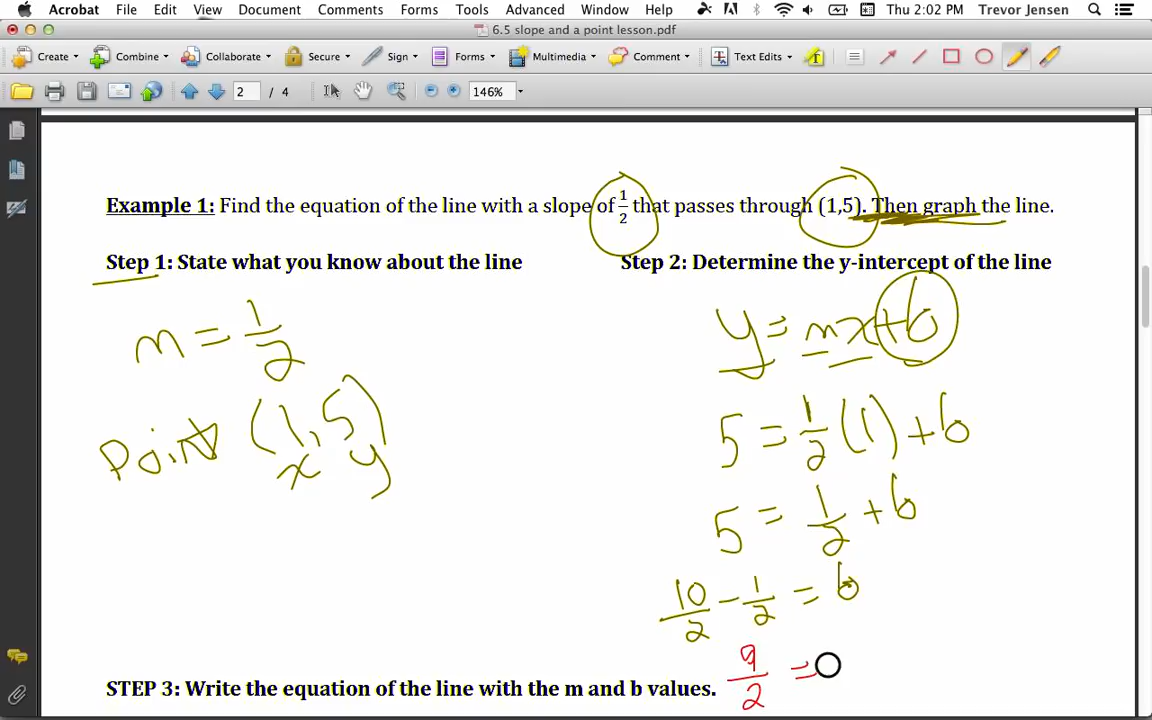 Acrobat File Edit View Document Comments Forms Tools Advanced Window Help Thu 2:02 PM Trevor Jensen
6.5 slope and a point lesson.pdf
Create Combine Collaborate Secure Sign Forms Multimedia Comment Text Edits
2 / 4 146%
Example 1: Find the equation of the line with a slope of 1/2 that passes through (1,5). Then graph the line.
Step 1: State what you know about the line
m = 1/2
Point (1,5)
x y
Step 2: Determine the y-intercept of the line
y = mx+b
5 = 1/2 (1) + b
5 = 1/2 + b
10/2 - 1/2 = b
9/2 =
STEP 3: Write the equation of the line with the m and b values.